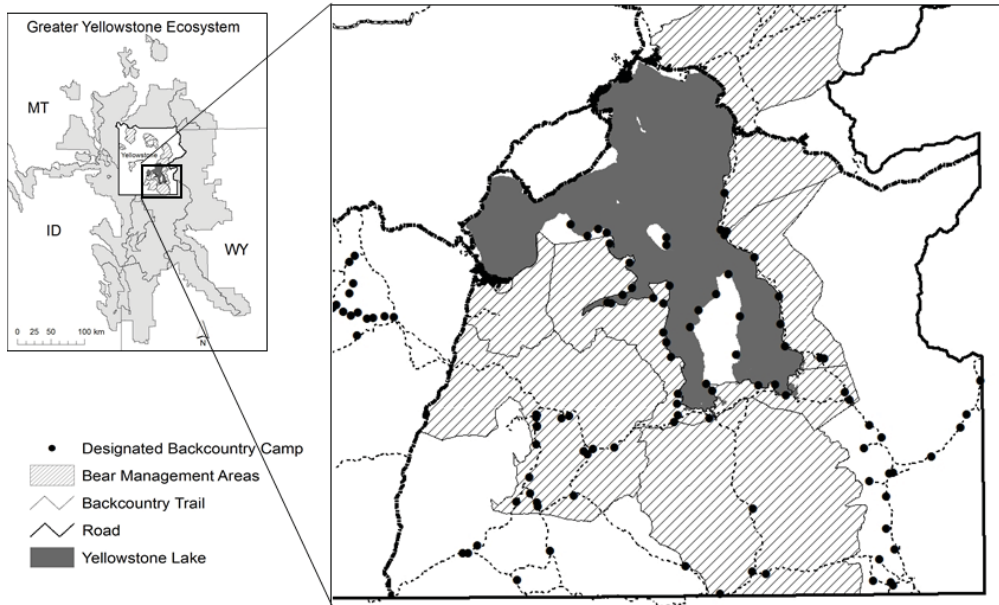 Greater Yellowstone Ecosystem
MT
Yellowstone
ID
WY
0 25 50 100 km
N
Designated Backcountry Camp
Bear Management Areas
Backcountry Trail
Road
Yellowstone Lake